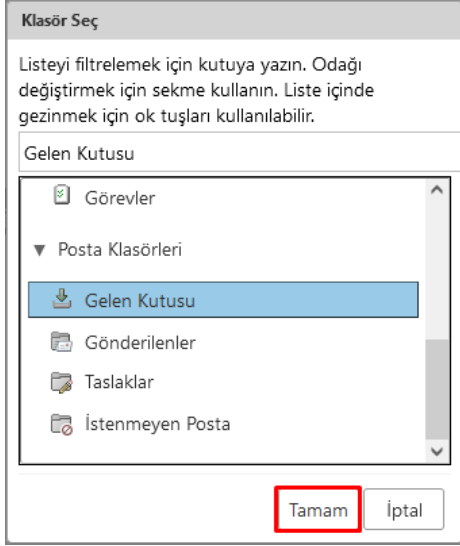 Klasör Seç
Listeyi filtrelemek için kutuya yazın. Odağı
değiştirmek için sekme kullanın. Liste içinde
gezinmek için ok tuşları kullanılabilir.
Gelen Kutusu
Görevler
Posta Klasörleri
Gelen Kutusu
Gönderilenler
Taslaklar
İstenmeyen Posta
Tamam
İptal